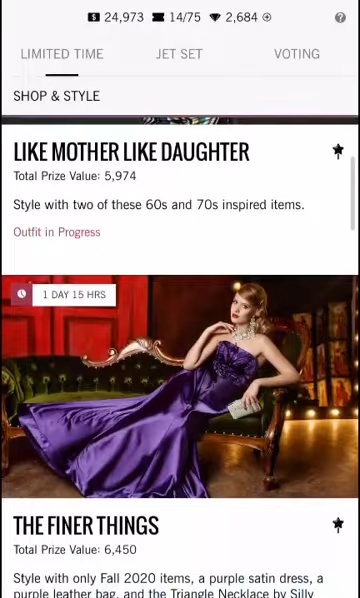 24,973 14/75 2,684
LIMITED TIME JET SET VOTING
SHOP & STYLE
LIKE MOTHER LIKE DAUGHTER
Total Prize Value: 5,974
Style with two of these 60s and 70s inspired items.
Outfit in Progress
1 DAY 15 HRS
THE FINER THINGS
Total Prize Value: 6,450
Style with only Fall 2020 items, a purple satin dress, a
purple leather bag, and the Triangle Necklace by Silly